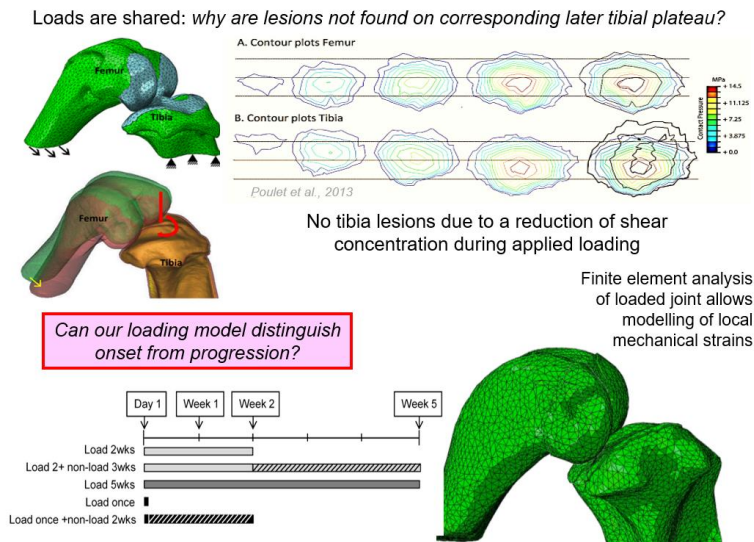 Loads are shared: why are lesions not found on corresponding later tibial plateau?
Femur
Tibia
A. Contour plots Femur
B. Contour plots Tibia
Poulet et al., 2013
MPa
+ 14.5
+ 11.125
+ 7.25
+ 3.875
+ 0.0
Contact Pressure
Femur
Tibia
No tibia lesions due to a reduction of shear
concentration during applied loading
Finite element analysis
of loaded joint allows
modelling of local
mechanical strains
Can our loading model distinguish
onset from progression?
Day 1
Week 1
Week 2
Week 5
Load 2wks
Load 2+ non-load 3wks
Load 5wks
Load once
Load once +non-load 2wks